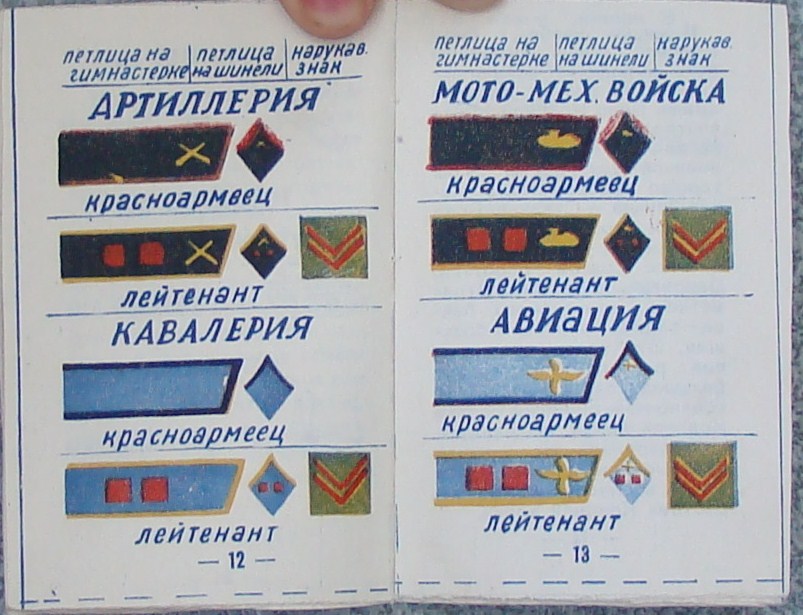 петлица на гимнастерке
петлица на шинели
нарукав. знак
АРТИЛЛЕРИЯ
красноармеец
лейтенант
КАВАЛЕРИЯ
красноармеец
лейтенант
— 12 —
петлица на гимнастерке
петлица на шинели
нарукав. знак
МОТО-МЕХ. ВОЙСКА
красноармеец
лейтенант
АВИАЦИЯ
красноармеец
лейтенант
— 13 —